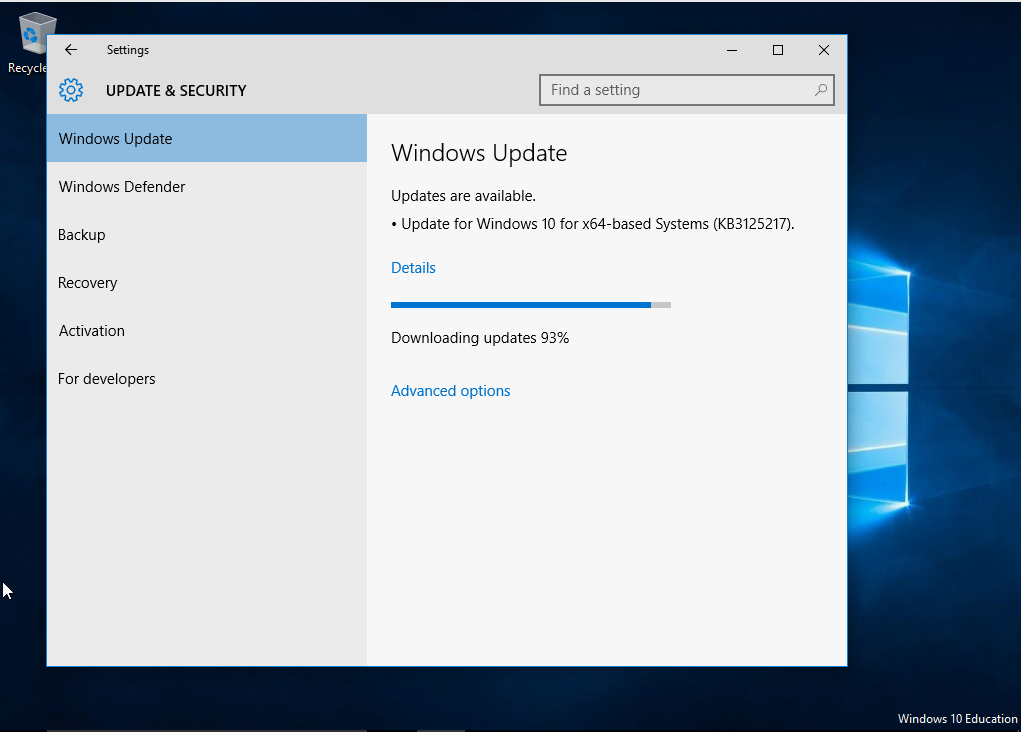 Recycle
Settings
UPDATE & SECURITY
Find a setting
Windows Update
Windows Defender
Backup
Recovery
Activation
For developers
Windows Update
Updates are available.
• Update for Windows 10 for x64-based Systems (KB3125217).
Details
Downloading updates 93%
Advanced options
Windows 10 Education